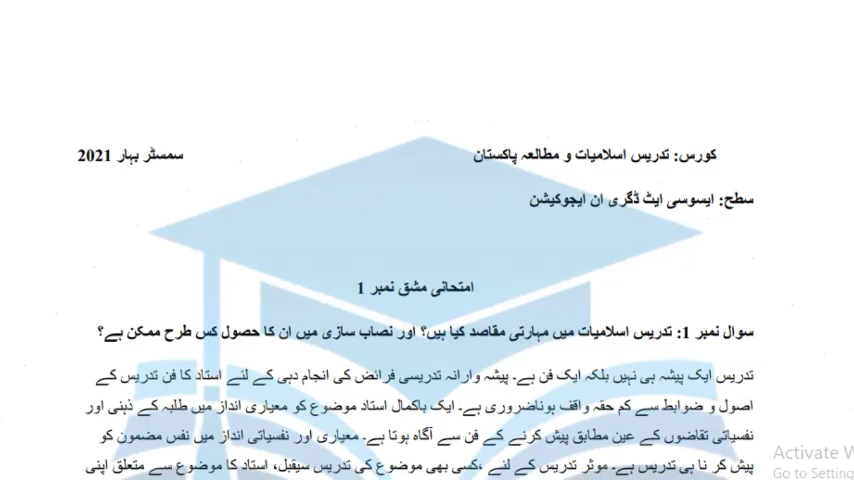 کورس: تدریس اسلامیات و مطالعہ پاکستان سمسٹر بہار 2021
سطح: ایسوسی ایٹ ڈگری ان ایجوکیشن
امتحانی مشق نمبر 1
سوال نمبر 1: تدریس اسلامیات میں مہارتی مقاصد کیا ہیں؟ اور نصاب سازی میں ان کا حصول کس طرح ممکن ہے؟
تدریس ایک پیشہ ہی نہیں بلکہ ایک فن ہے۔ پیشہ وارانہ تدریسی فرائض کی انجام دہی کے لئے استاد کا فن تدریس کے
اصول و ضوابط سے کم حقہ واقف ہوناضروری ہے۔ ایک باکمال استاد موضوع کو معیاری انداز میں طلبہ کے ذہنی اور
نفسیاتی تقاضوں کے عین مطابق پیش کرنے کے فن سے آگاہ ہوتا ہے۔ معیاری اور نفسیاتی انداز میں نفس مضمون کو
پیش کر نا ہی تدریس ہے۔ موثر تدریس کے لئے ،کسی بھی موضوع کی تدریس سیقبل، استاد کا موضوع سے متعلق اپنی
Activate W
Go to Setting